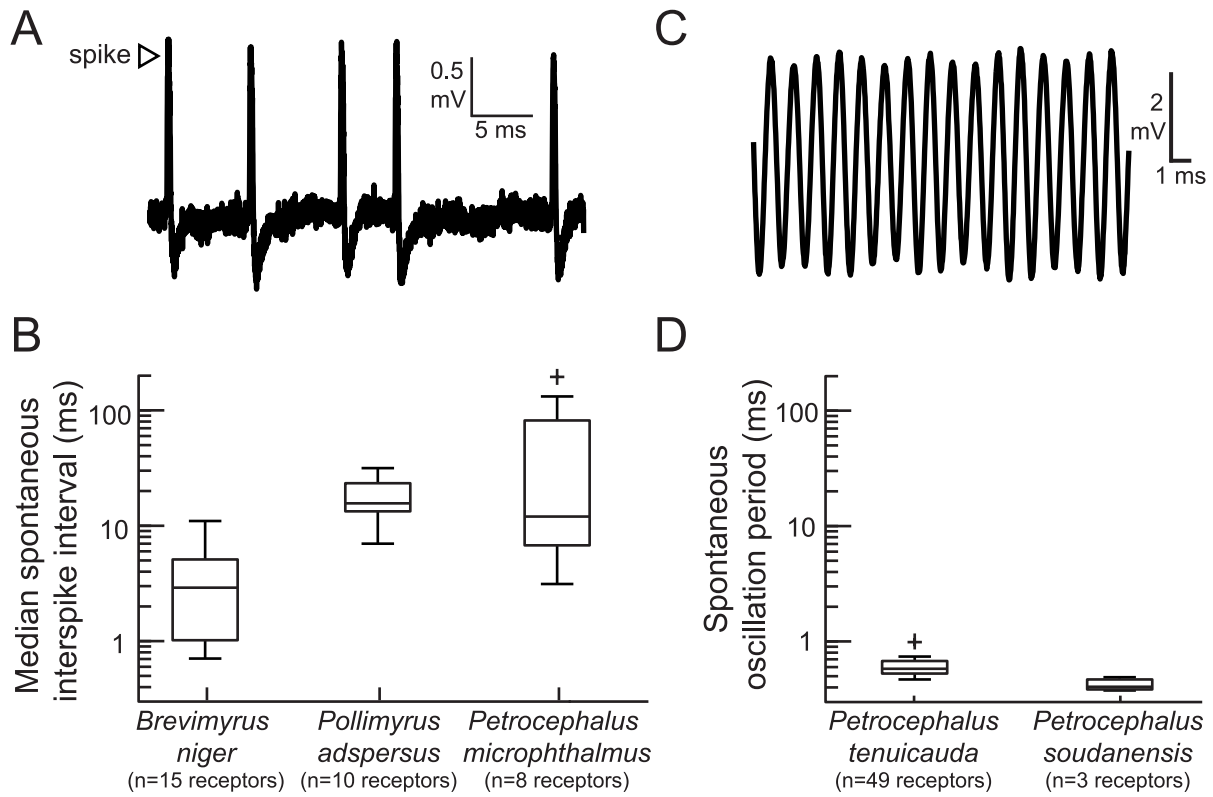 A
spike
0.5
mV
5 ms
C
2
mV
1 ms
B
Median spontaneous
interspike interval (ms)
100
10
1
Brevimyrus
niger
(n=15 receptors)
Pollimyrus
adspersus
(n=10 receptors)
Petrocephalus
microphthalmus
(n=8 receptors)
D
Spontaneous
oscillation period (ms)
100
10
1
Petrocephalus
tenuicauda
(n=49 receptors)
Petrocephalus
soudanensis
(n=3 receptors)